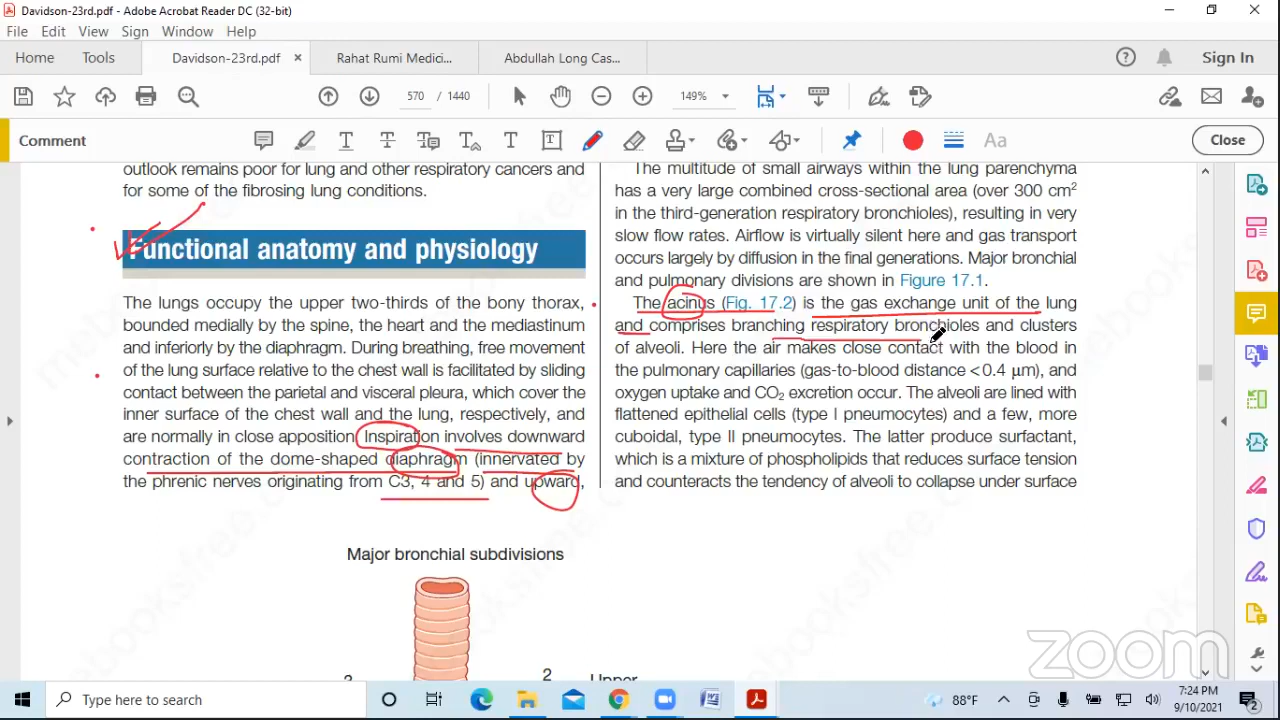 Davidson-23rd.pdf - Adobe Acrobat Reader DC (32-bit)
File Edit View Sign Window Help
Home Tools Davidson-23rd.pdf × Rahat Rumi Medici... Abdullah Long Cas... Sign In
570 / 1440 149%
Comment Aa Close
outlook remains poor for lung and other respiratory cancers and
for some of the fibrosing lung conditions.
Functional anatomy and physiology
The lungs occupy the upper two-thirds of the bony thorax,
bounded medially by the spine, the heart and the mediastinum
and inferiorly by the diaphragm. During breathing, free movement
of the lung surface relative to the chest wall is facilitated by sliding
contact between the parietal and visceral pleura, which cover the
inner surface of the chest wall and the lung, respectively, and
are normally in close apposition. Inspiration involves downward
contraction of the dome-shaped diaphragm (innervated by
the phrenic nerves originating from C3, 4 and 5) and upward,
The multitude of small airways within the lung parenchyma
has a very large combined cross-sectional area (over 300 cm²
in the third-generation respiratory bronchioles), resulting in very
slow flow rates. Airflow is virtually silent here and gas transport
occurs largely by diffusion in the final generations. Major bronchial
and pulmonary divisions are shown in Figure 17.1.
The acinus (Fig. 17.2) is the gas exchange unit of the lung
and comprises branching respiratory bronchioles and clusters
of alveoli. Here the air makes close contact with the blood in
the pulmonary capillaries (gas-to-blood distance <0.4 μm), and
oxygen uptake and CO₂ excretion occur. The alveoli are lined with
flattened epithelial cells (type I pneumocytes) and a few, more
cuboidal, type II pneumocytes. The latter produce surfactant,
which is a mixture of phospholipids that reduces surface tension
and counteracts the tendency of alveoli to collapse under surface
Major bronchial subdivisions
2 Upper
zoom
Type here to search
88°F
7:24 PM
9/10/2021
2